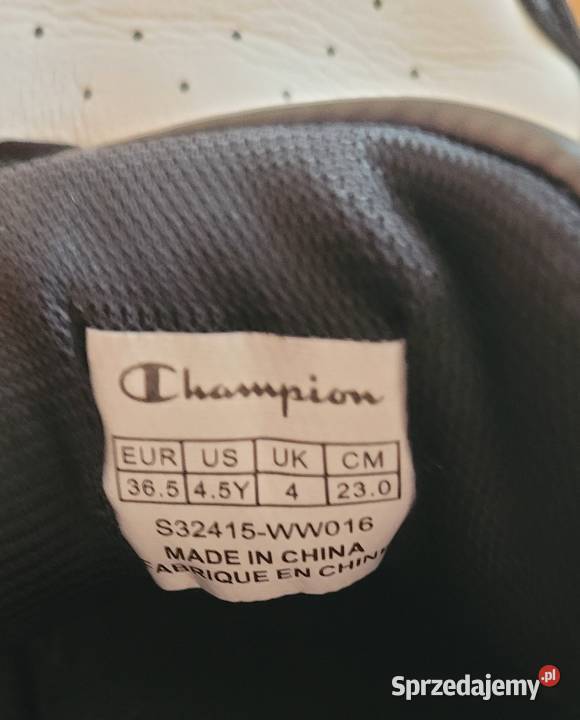 Champion
EUR US UK CM
36.5 4.5Y 4 23.0
S32415-WW016
MADE IN CHINA
FABRIQUE EN CHINE
Sprzedajemy.pl